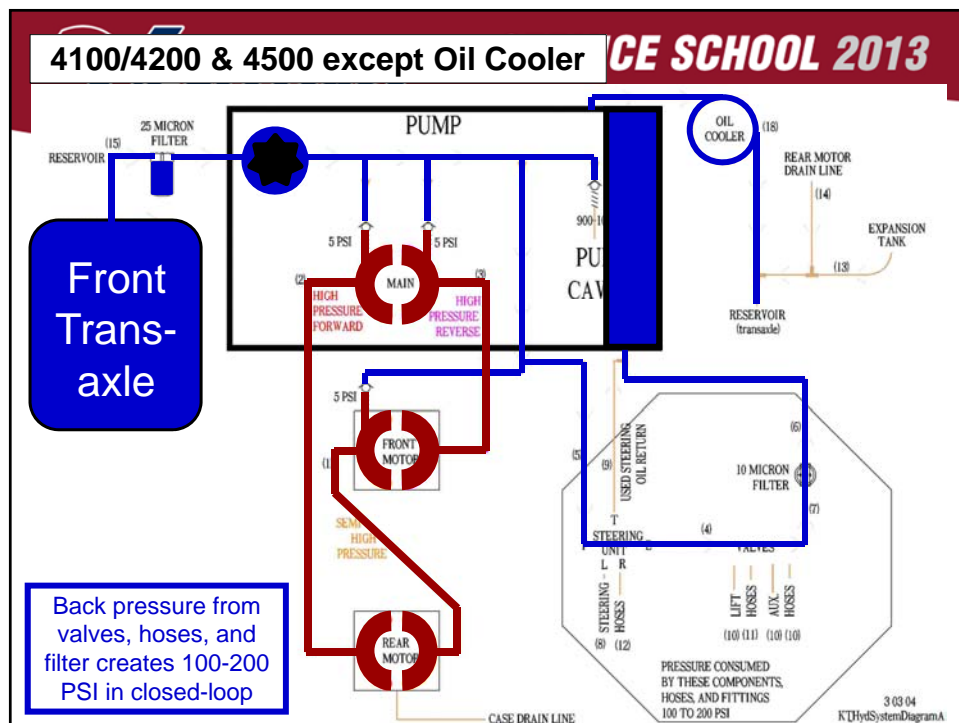 4100/4200 & 4500 except Oil Cooler
CE SCHOOL 2013
25 MICRON
FILTER
(15)
RESERVOIR
PUMP
OIL
COOLER
(18)
REAR MOTOR
DRAIN LINE
(14)
EXPANSION
TANK
(13)
RESERVOIR
(transaxle)
Front
Trans-
axle
5 PSI
5 PSI
900-10
PU
CAV
(2)
MAIN
(3)
HIGH
PRESSURE
FORWARD
HIGH
PRESSURE
REVERSE
5 PSI
FRONT
MOTOR
(1)
SEMI
HIGH
PRESSURE
REAR
MOTOR
CASE DRAIN LINE
(5)
(9)
USED STEERING
OIL RETURN
(6)
10 MICRON
FILTER
(7)
(4)
T
STEERING
UNIT
L R
VALVES
STEERING
HOSES
(8) (12)
LIFT
HOSES
AUX.
HOSES
(10) (11) (10) (10)
PRESSURE CONSUMED
BY THESE COMPONENTS,
HOSES, AND FITTINGS
100 TO 200 PSI
Back pressure from
valves, hoses, and
filter creates 100-200
PSI in closed-loop
3 03 04
KTHydSystemDiagramA